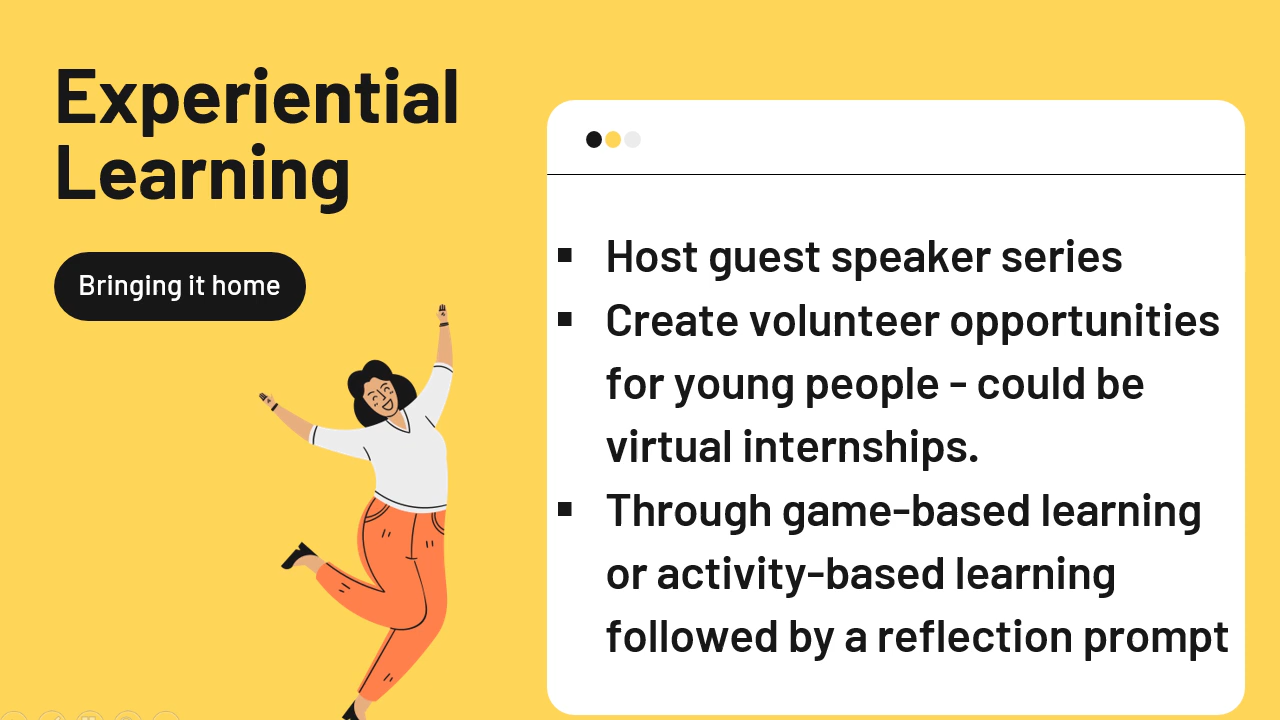 Experiential
Learning
Bringing it home
▪ Host guest speaker series
▪ Create volunteer opportunities
for young people - could be
virtual internships.
▪ Through game-based learning
or activity-based learning
followed by a reflection prompt